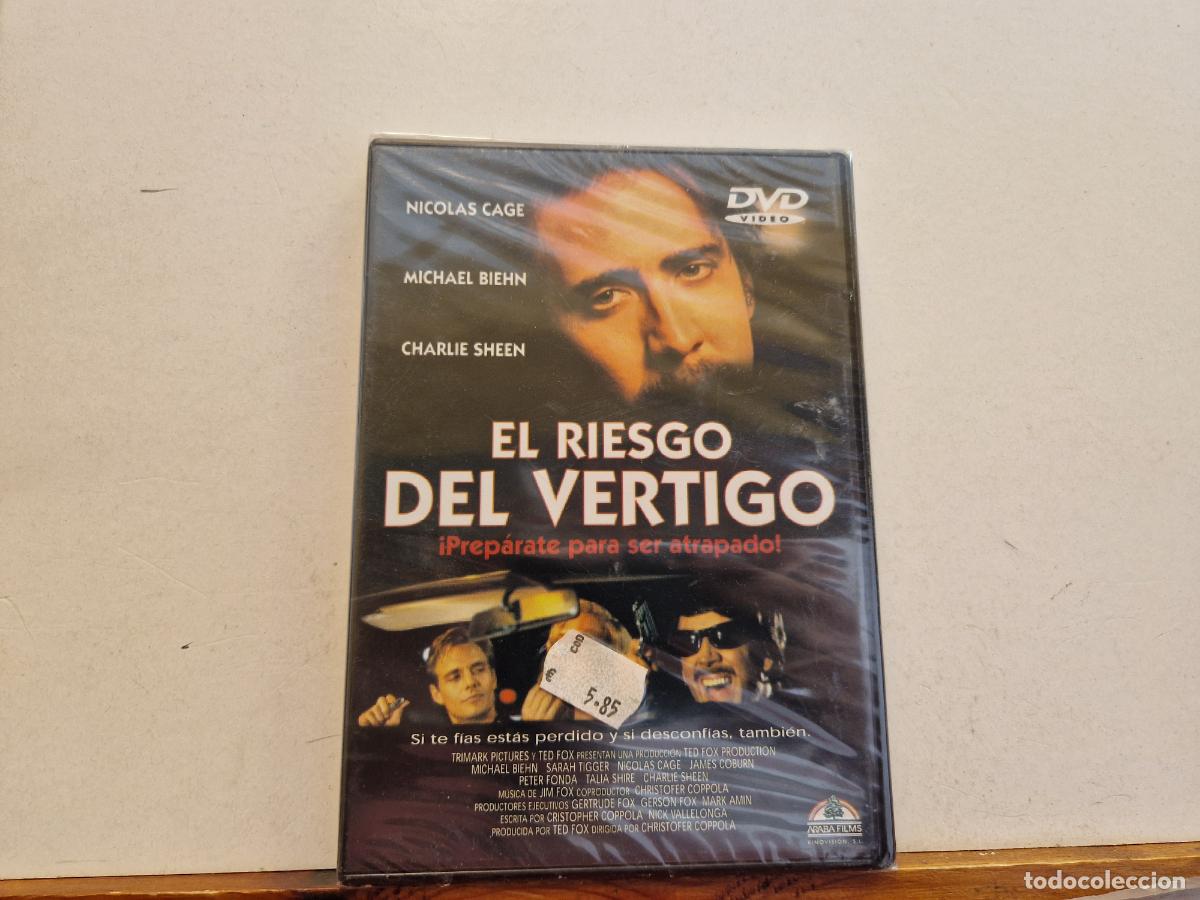 NICOLAS CAGE
DVD
VIDEO
MICHAEL BIEHN
CHARLIE SHEEN
EL RIESGO
DEL VERTIGO
¡Prepárate para ser atrapado!
COD
€
5.85
Si te fías estás perdido y si desconfías, también.
TRIMARK PICTURES Y TED FOX PRESENTAN UNA PRODUCCIÓN TED FOX PRODUCTION
MICHAEL BIEHN SARAH TIGGER NICOLAS CAGE JAMES COBURN
PETER FONDA TALIA SHIRE CHARLIE SHEEN
MÚSICA DE JIM FOX COPRODUCTOR CHRISTOFER COPPOLA
PRODUCTORES EJECUTIVOS GERTRUDE FOX GERSON FOX MARK AMIN
ESCRITA POR CRISTOPHER COPPOLA NICK VALLELONGA
PRODUCIDA POR TED FOX DIRIGIDA POR CHRISTOFER COPPOLA
ARABA FILMS
KINOVISION, S.L.
todocoleccion